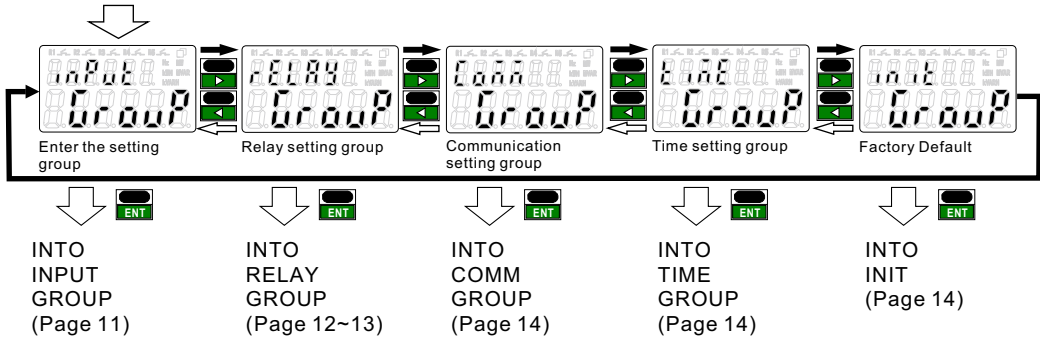 inPut
GrouP
rELAY
GrouP
Comm
GrouP
timE
GrouP
init
GrouP
Enter the setting
group
Relay setting group
Communication
setting group
Time setting group
Factory Default
ENT
ENT
ENT
ENT
ENT
INTO
INPUT
GROUP
(Page 11)
INTO
RELAY
GROUP
(Page 12~13)
INTO
COMM
GROUP
(Page 14)
INTO
TIME
GROUP
(Page 14)
INTO
INIT
(Page 14)